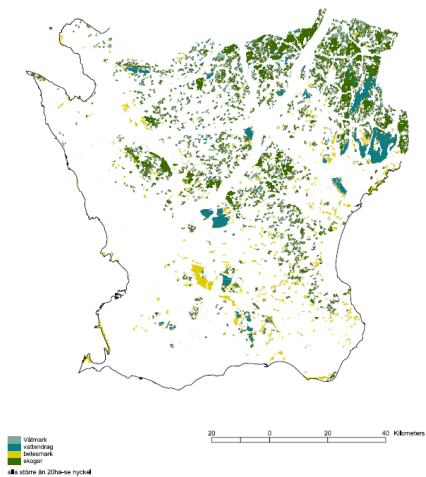 Våtmark
vattendrag
betesmark
skogar
alla större än 20ha-se nyckel
20 0 20 40 Kilometers